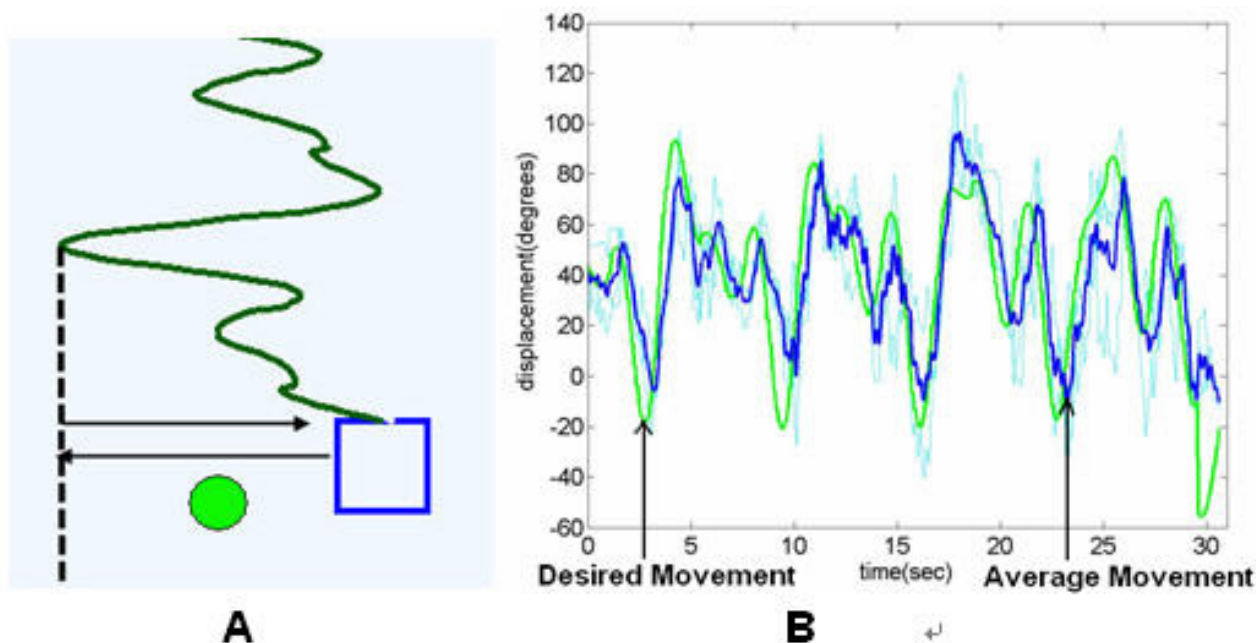 140
120
100
80
60
40
20
0
-20
-40
-60
displacement(degrees)
0 5 10 15 20 25 30
Desired Movement time(sec) Average Movement
A B ↵